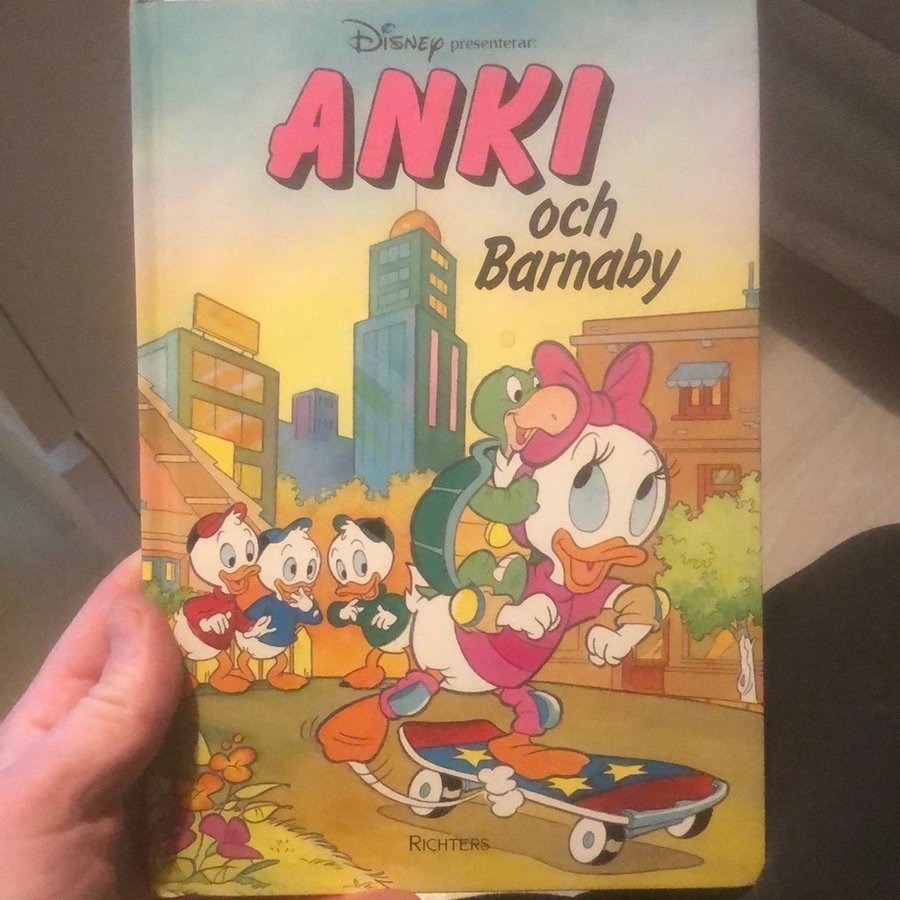 Disney presenterar:
ANKI
och
Barnaby
RICHTERS